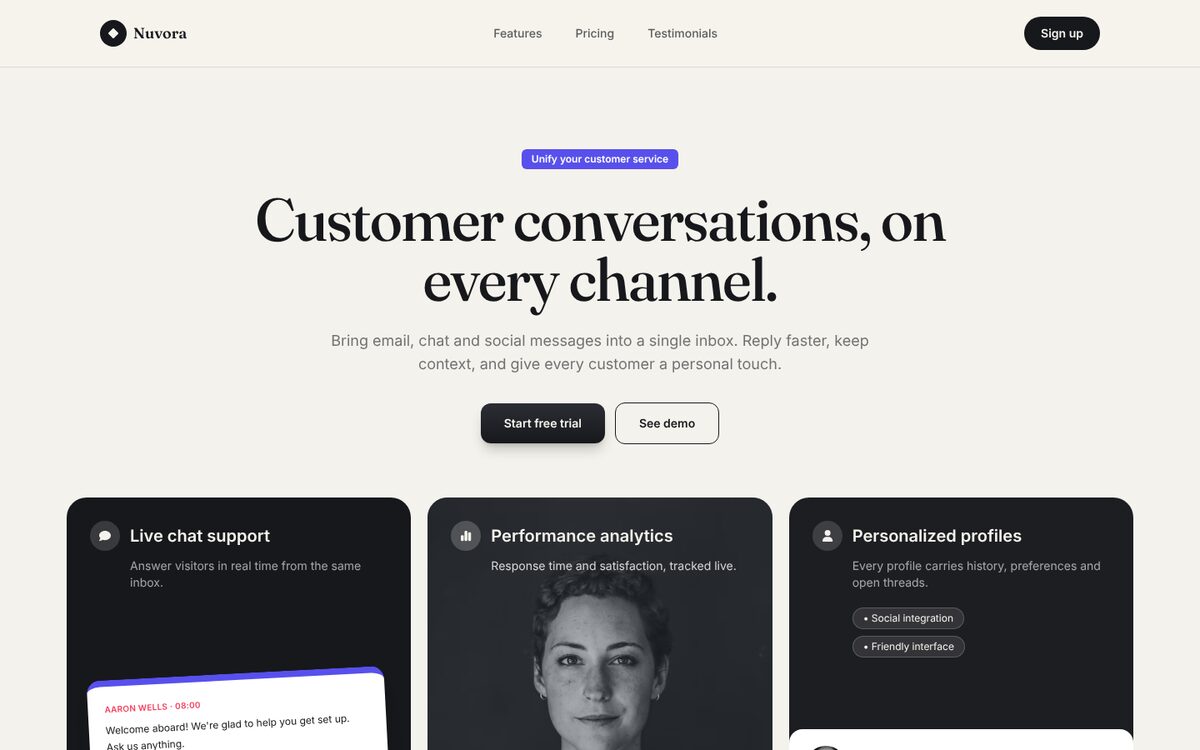 Nuvora
Features
Pricing
Testimonials
Sign up
Unify your customer service
Customer conversations, on
every channel.
Bring email, chat and social messages into a single inbox. Reply faster, keep
context, and give every customer a personal touch.
Start free trial
See demo
Live chat support
Answer visitors in real time from the same
inbox.
AARON WELLS · 08:00
Welcome aboard! We're glad to help you get set up.
Ask us anything.
Performance analytics
Response time and satisfaction, tracked live.
Personalized profiles
Every profile carries history, preferences and
open threads.
• Social integration
• Friendly interface